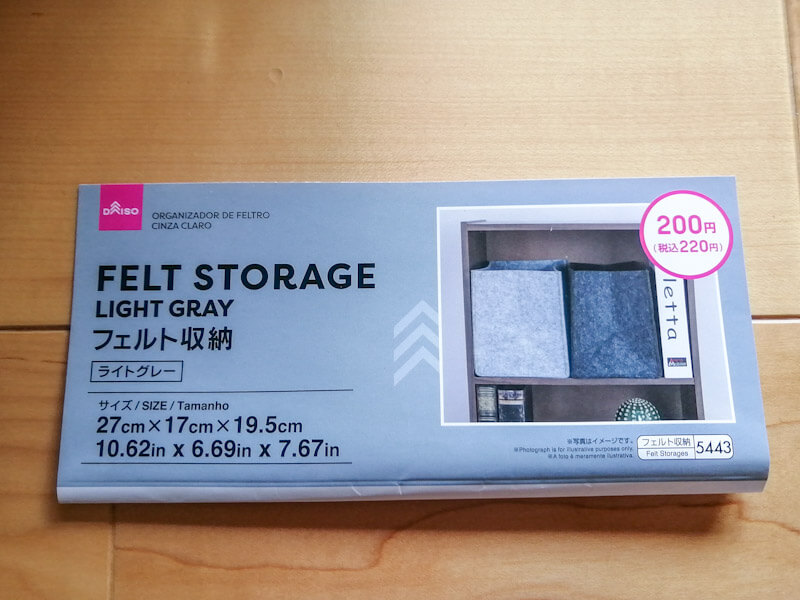 DAISO
ORGANIZADOR DE FELTRO
CINZA CLARO
FELT STORAGE
LIGHT GRAY
フェルト収納
ライトグレー
サイズ / SIZE / Tamanho
27cm×17cm×19.5cm
10.62in x 6.69in x 7.67in
200円
(税込220円)
letta
※写真はイメージです。
※Photograph is for illustrative purposes only.
※A foto é meramente ilustrativa.
フェルト収納
Felt Storages
5443